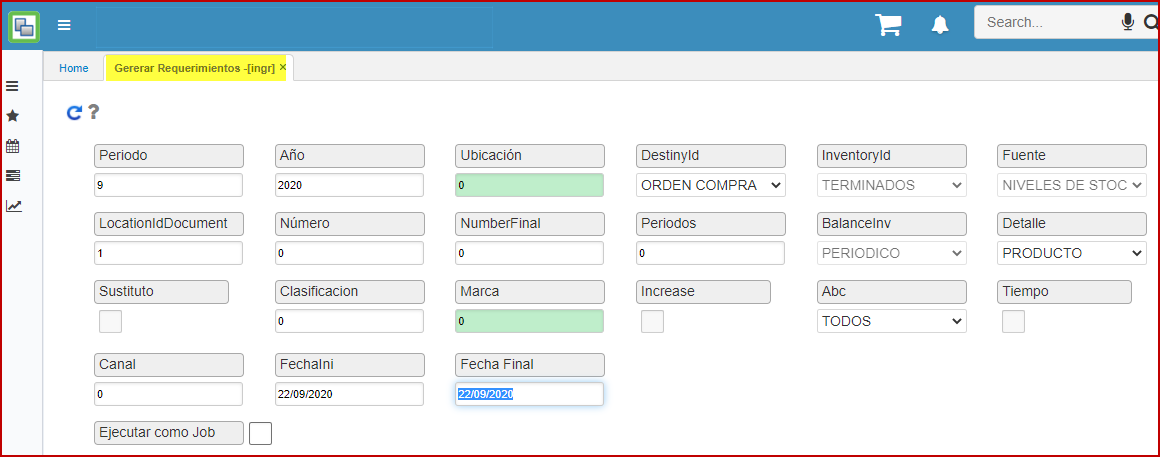 Search...
Home Gererar Requerimientos -[ingr] ×
?
Periodo Año Ubicación DestinyId InventoryId Fuente
9 2020 0 ORDEN COMPRA TERMINADOS NIVELES DE STOC
LocationIdDocument Número NumberFinal Periodos BalanceInv Detalle
1 0 0 0 PERIODICO PRODUCTO
Sustituto Clasificacion Marca Increase Abc Tiempo
0 0 TODOS
Canal FechaIni Fecha Final
0 22/09/2020 22/09/2020
Ejecutar como Job